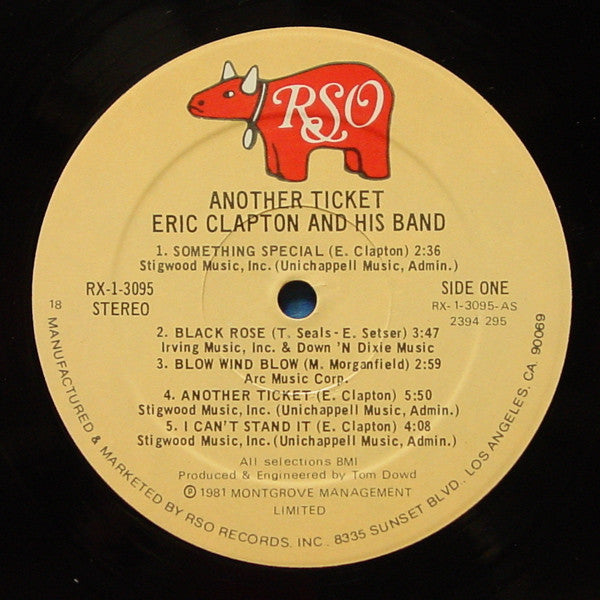 RSO
ANOTHER TICKET
ERIC CLAPTON AND HIS BAND
1. SOMETHING SPECIAL (E. Clapton) 2:36
Stigwood Music, Inc. (Unichappell Music, Admin.)
RX-1-3095
STEREO
SIDE ONE
RX-1-3095-AS
2394 295
2. BLACK ROSE (T. Seals - E. Setser) 3:47
Irving Music, Inc. & Down 'N Dixie Music
3. BLOW WIND BLOW (M. Morganfield) 2:59
Arc Music Corp.
4. ANOTHER TICKET (E. Clapton) 5:50
Stigwood Music, Inc. (Unichappell Music, Admin.)
5. I CAN'T STAND IT (E. Clapton) 4:08
Stigwood Music, Inc. (Unichappell Music, Admin.)
All selections BMI
Produced & Engineered by Tom Dowd
℗ 1981 MONTGROVE MANAGEMENT
LIMITED
18
MANUFACTURED & MARKETED BY RSO RECORDS, INC., 8335 SUNSET BLVD., LOS ANGELES, CA 90069